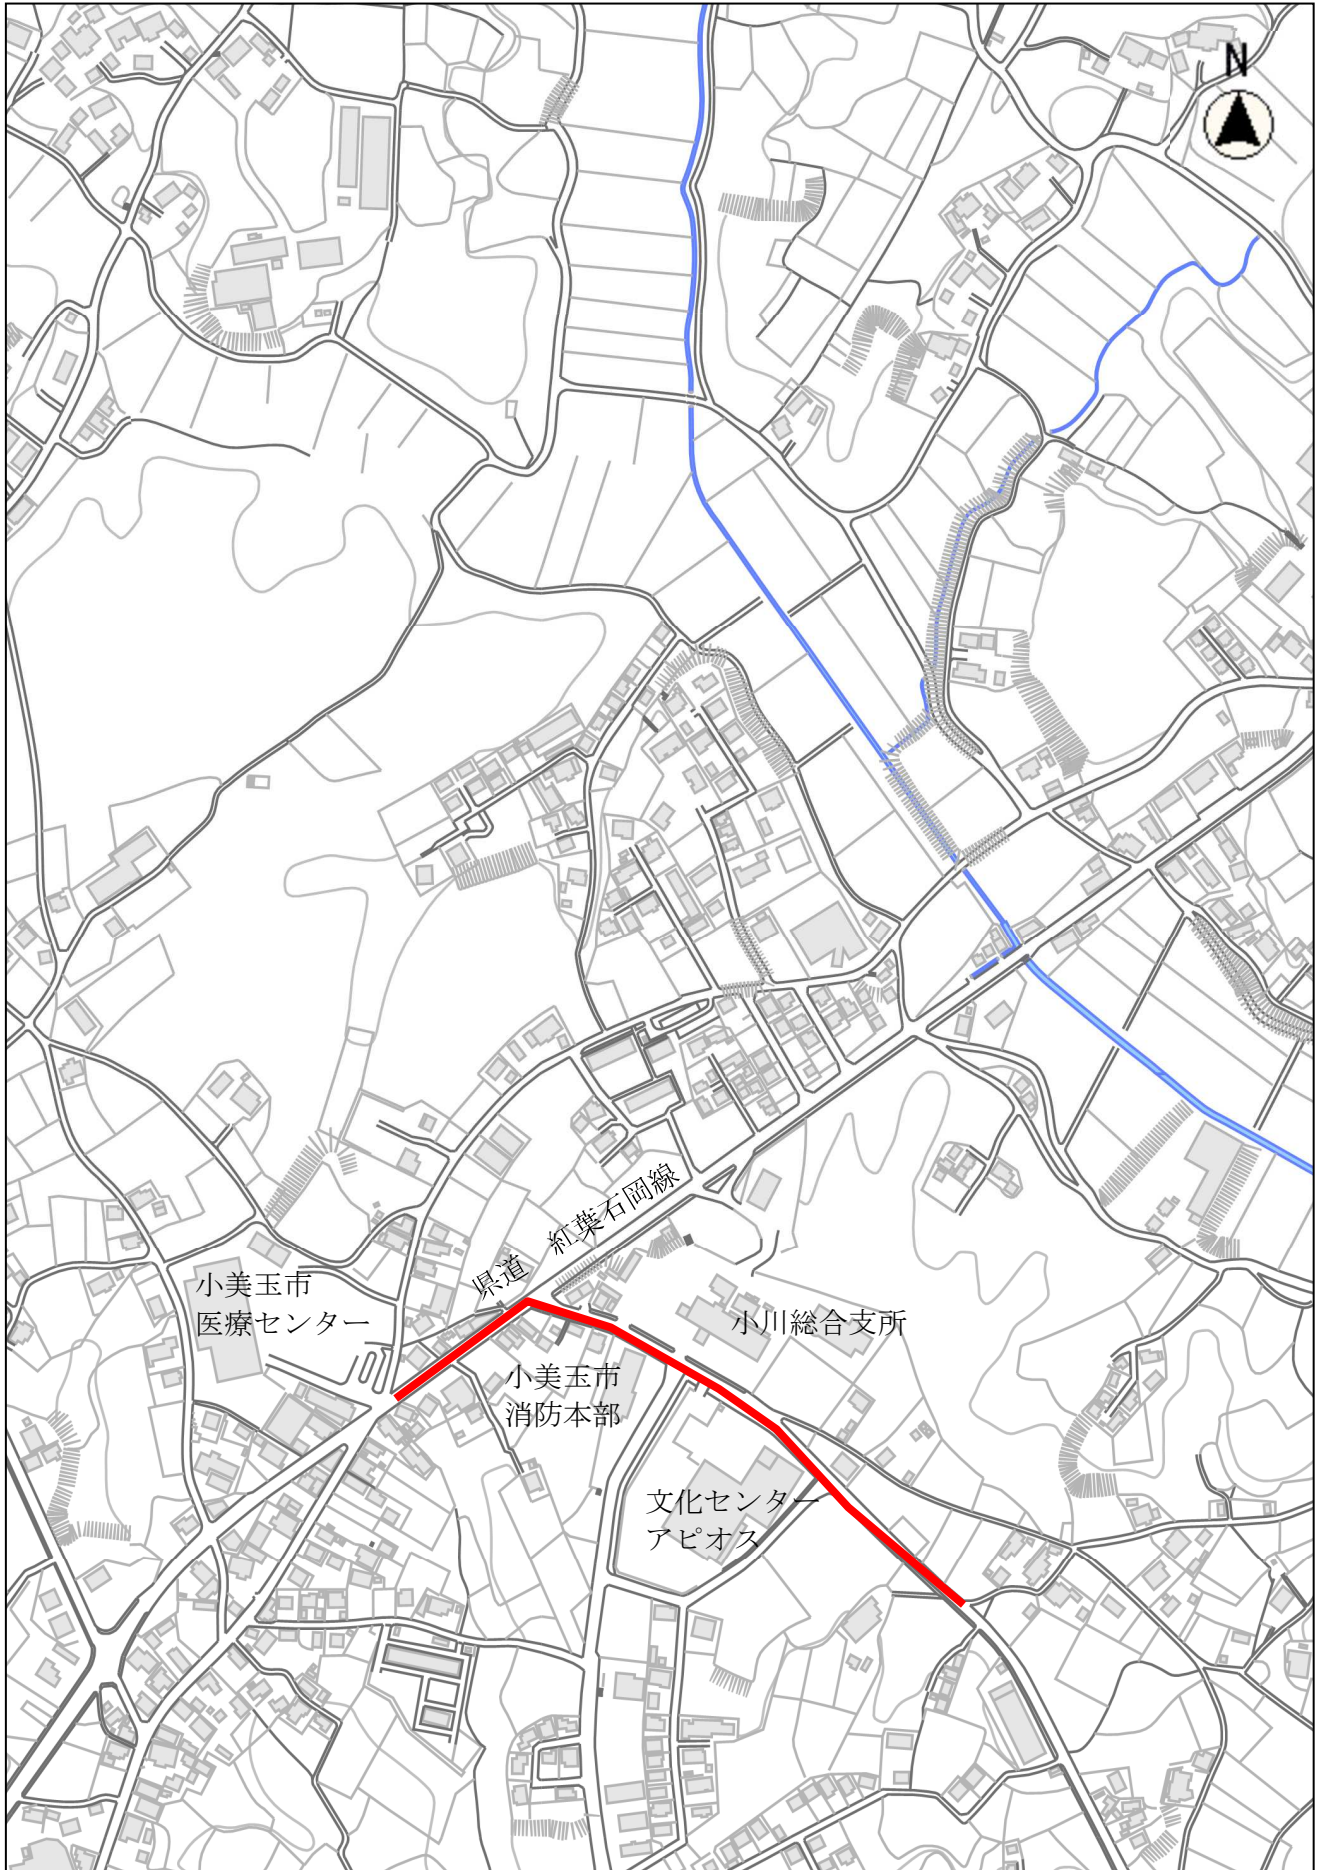 N
県道　紅葉石岡線
小美玉市
医療センター
小川総合支所
小美玉市
消防本部
文化センター
アピオス